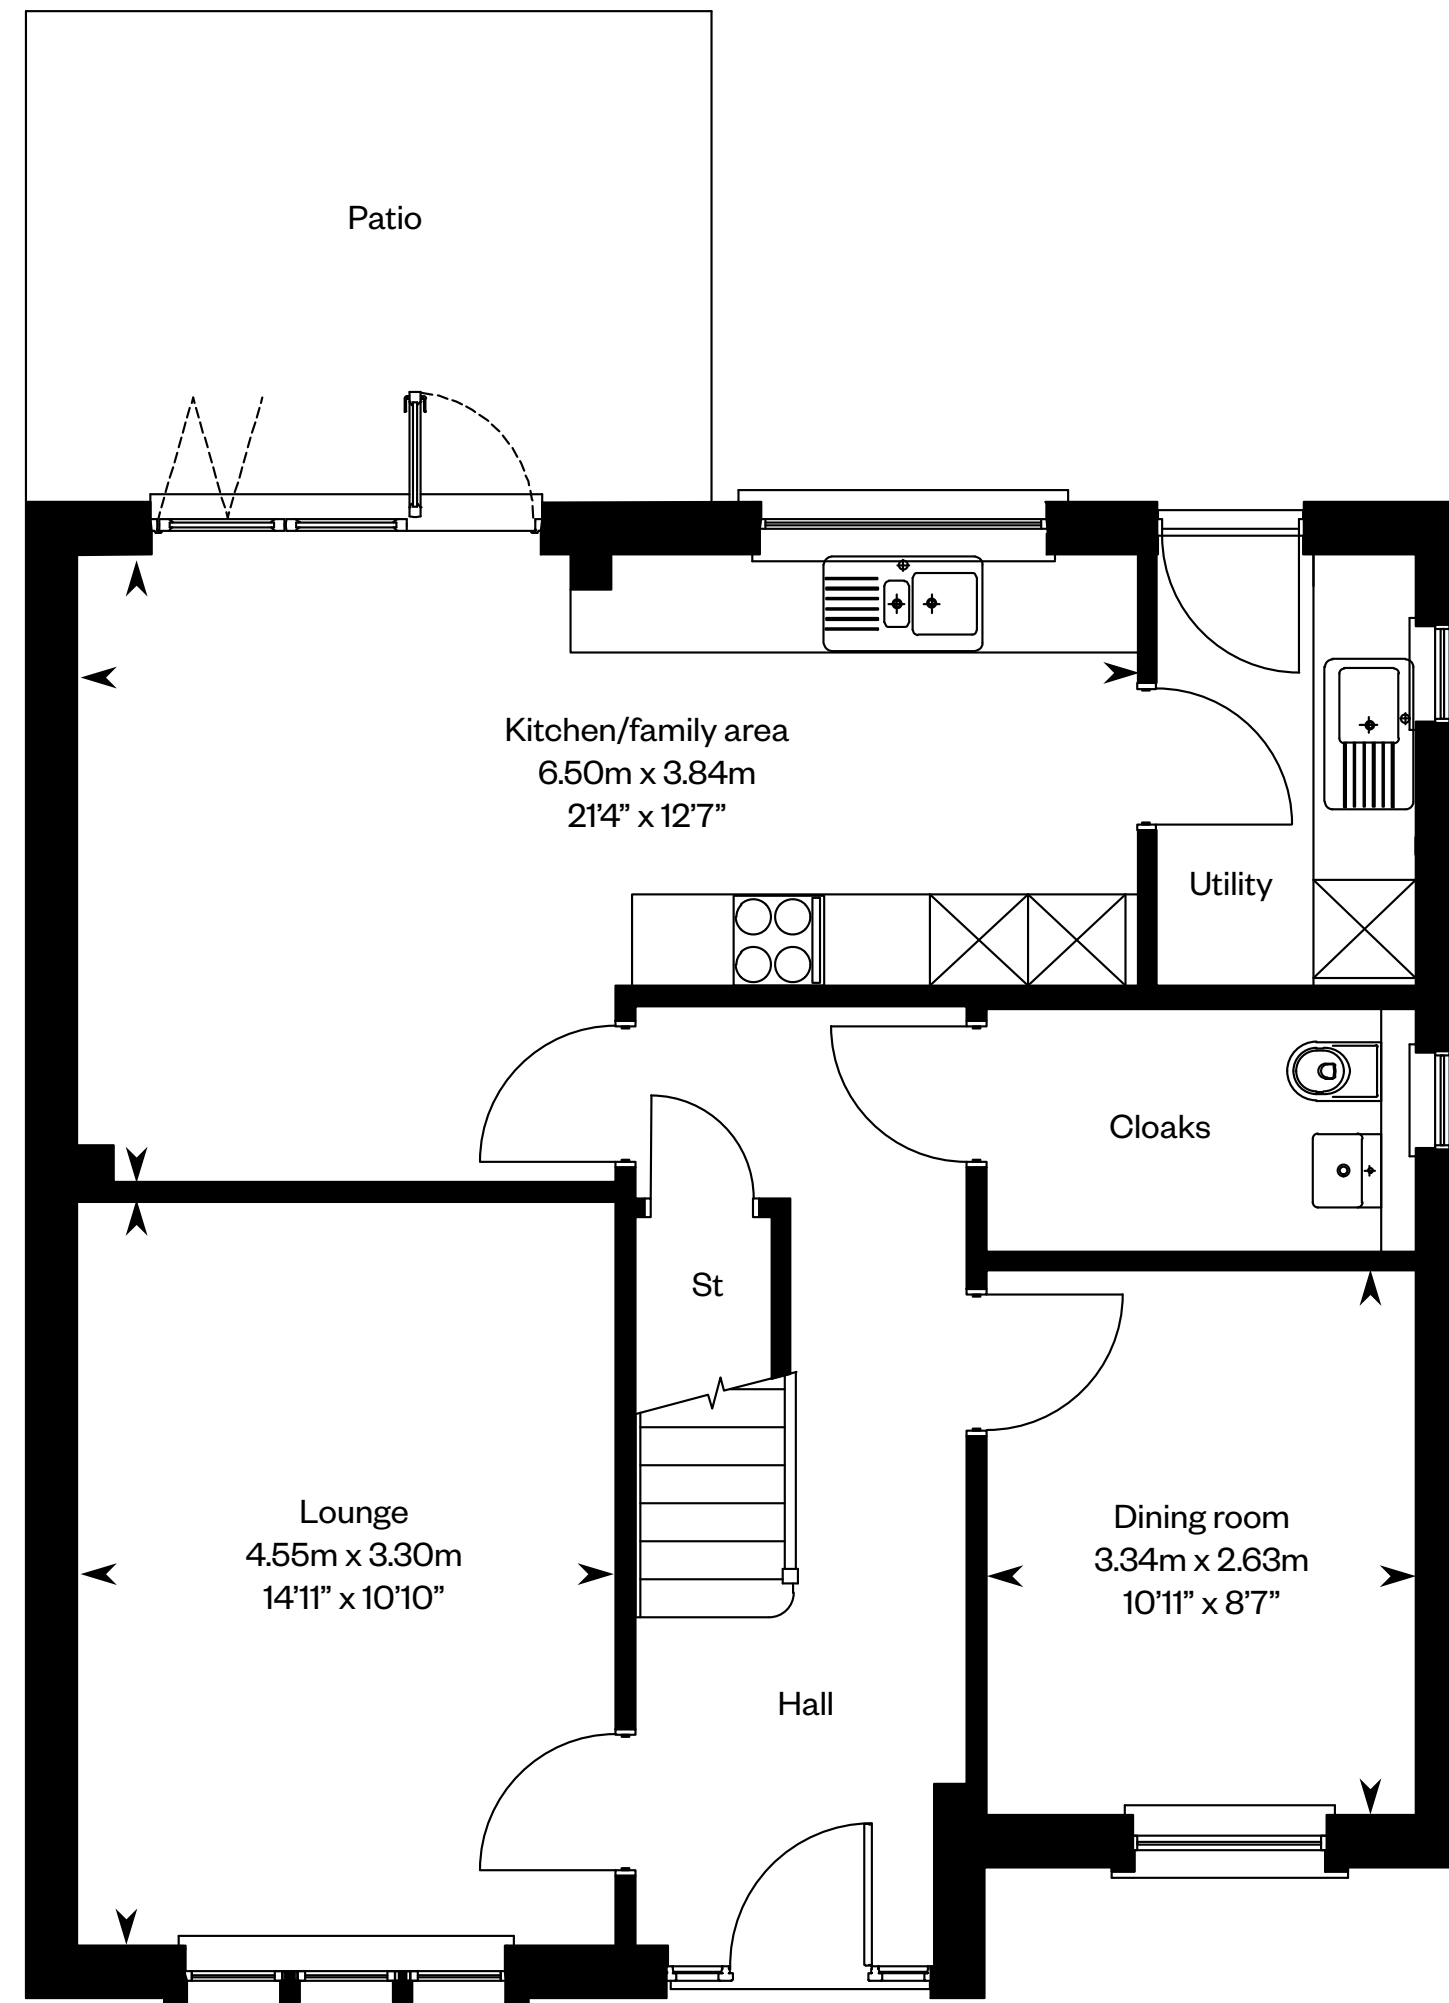 Patio
Kitchen/family area
6.50m x 3.84m
21’4” x 12’7”
Utility
Cloaks
St
Lounge
4.55m x 3.30m
14’11” x 10’10”
Dining room
3.34m x 2.63m
10’11” x 8’7”
Hall